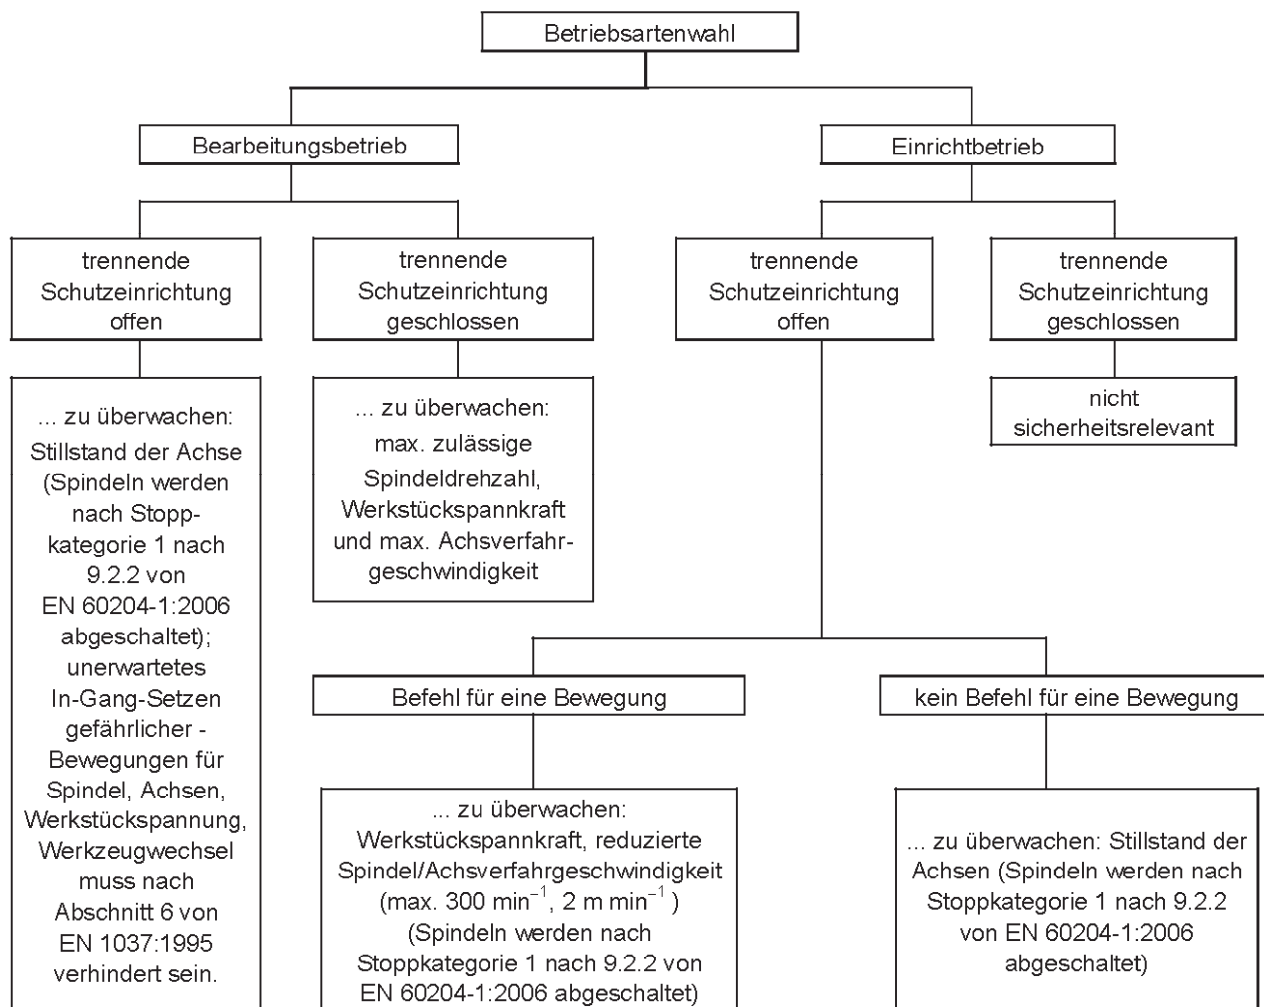 Betriebsartenwahl
Bearbeitungsbetrieb
Einrichtbetrieb
trennende
Schutzeinrichtung
offen
trennende
Schutzeinrichtung
geschlossen
trennende
Schutzeinrichtung
offen
trennende
Schutzeinrichtung
geschlossen
... zu überwachen:
Stillstand der Achse
(Spindeln werden
nach Stopp-
kategorie 1 nach
9.2.2 von
EN 60204-1:2006
abgeschaltet);
unerwartetes
In-Gang-Setzen
gefährlicher -
Bewegungen für
Spindel, Achsen,
Werkstückspannung,
Werkzeugwechsel
muss nach
Abschnitt 6 von
EN 1037:1995
verhindert sein.
... zu überwachen:
max. zulässige
Spindeldrehzahl,
Werkstückspannkraft
und max. Achsverfahr-
geschwindigkeit
nicht
sicherheitsrelevant
Befehl für eine Bewegung
kein Befehl für eine Bewegung
... zu überwachen:
Werkstückspannkraft, reduzierte
Spindel/Achsverfahrgeschwindigkeit
(max. 300 min⁻¹, 2 m min⁻¹ )
(Spindeln werden nach
Stoppkategorie 1 nach 9.2.2 von
EN 60204-1:2006 abgeschaltet)
... zu überwachen: Stillstand der
Achsen (Spindeln werden nach
Stoppkategorie 1 nach 9.2.2
von EN 60204-1:2006
abgeschaltet)